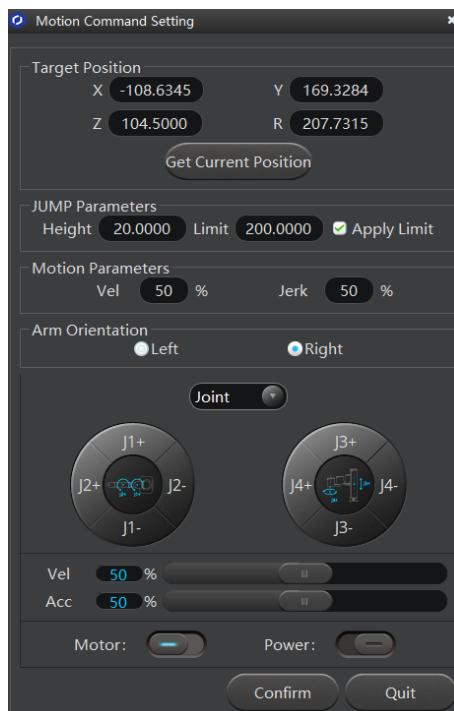 Motion Command Setting
Target Position
X -108.6345 Y 169.3284
Z 104.5000 R 207.7315
Get Current Position
JUMP Parameters
Height 20.0000 Limit 200.0000 Apply Limit
Motion Parameters
Vel 50 % Jerk 50 %
Arm Orientation
Left Right
Joint
J1+ J3+
J2+ J2- J4+ J4-
J1- J3-
Vel 50 %
Acc 50 %
Motor: Power:
Confirm Quit